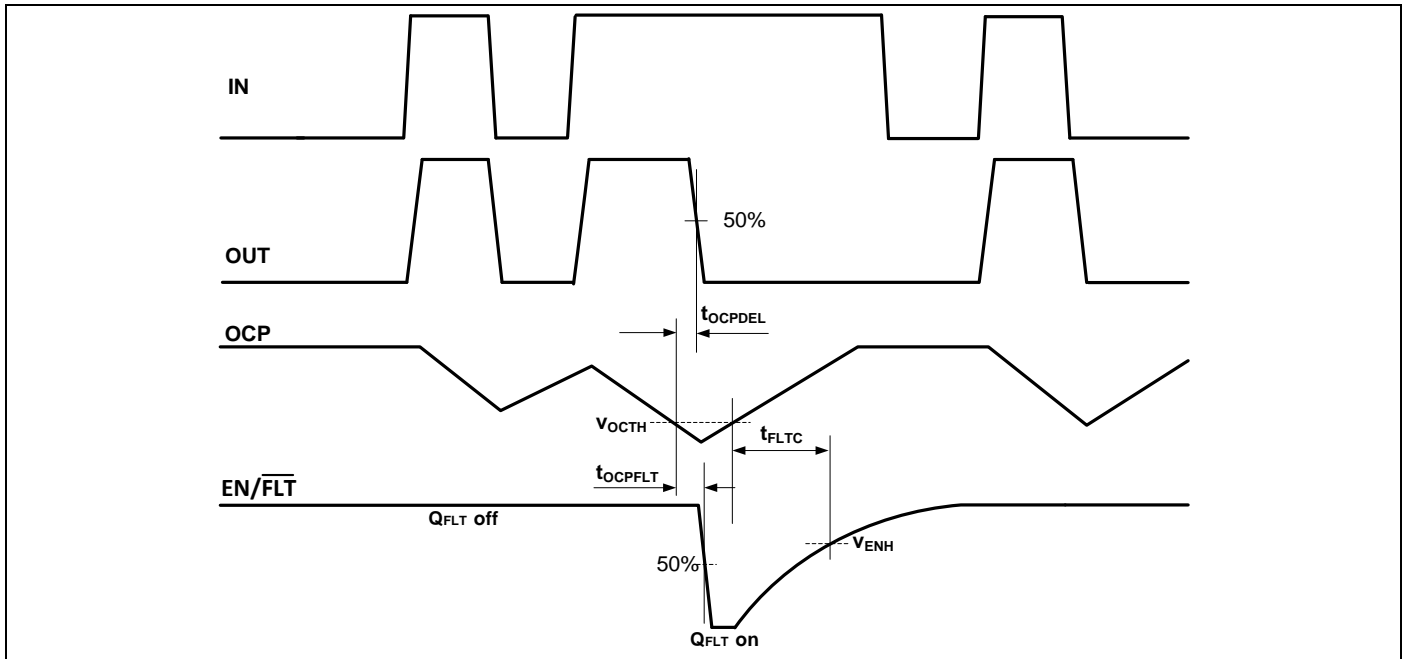 IN
50%
OUT
tOCPDEL
OCP
VOCTH
tFLTC
tOCPFLT
EN/FLT
QFLT off
VENH
50%
QFLT on